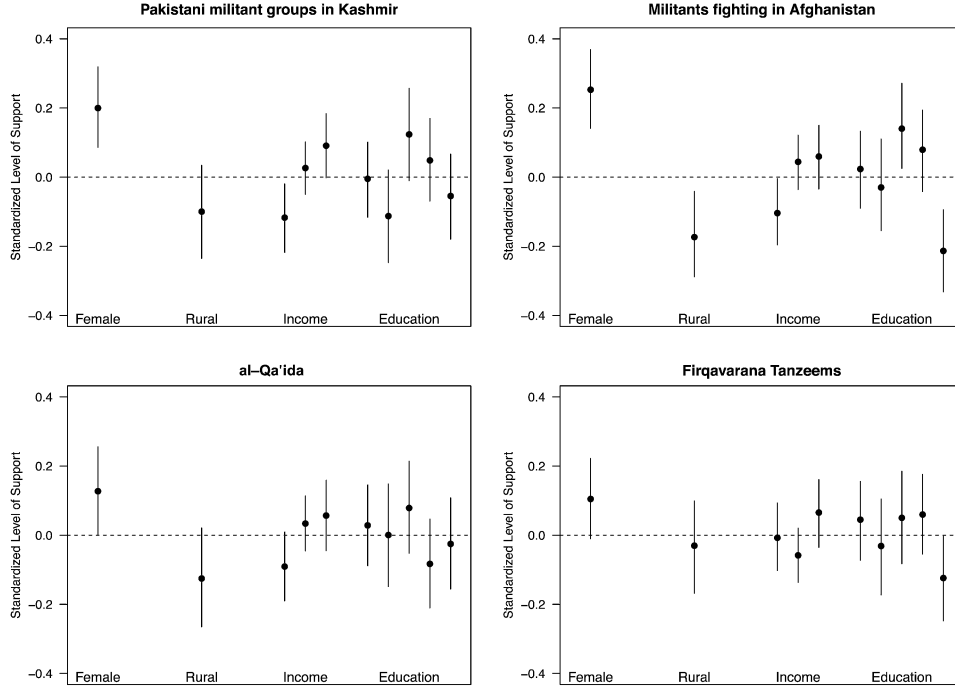 Pakistani militant groups in Kashmir
Standardized Level of Support
0.4
0.2
0.0
−0.2
−0.4
Female Rural Income Education
Militants fighting in Afghanistan
Standardized Level of Support
0.4
0.2
0.0
−0.2
−0.4
Female Rural Income Education
al−Qa'ida
Standardized Level of Support
0.4
0.2
0.0
−0.2
−0.4
Female Rural Income Education
Firqavarana Tanzeems
Standardized Level of Support
0.4
0.2
0.0
−0.2
−0.4
Female Rural Income Education